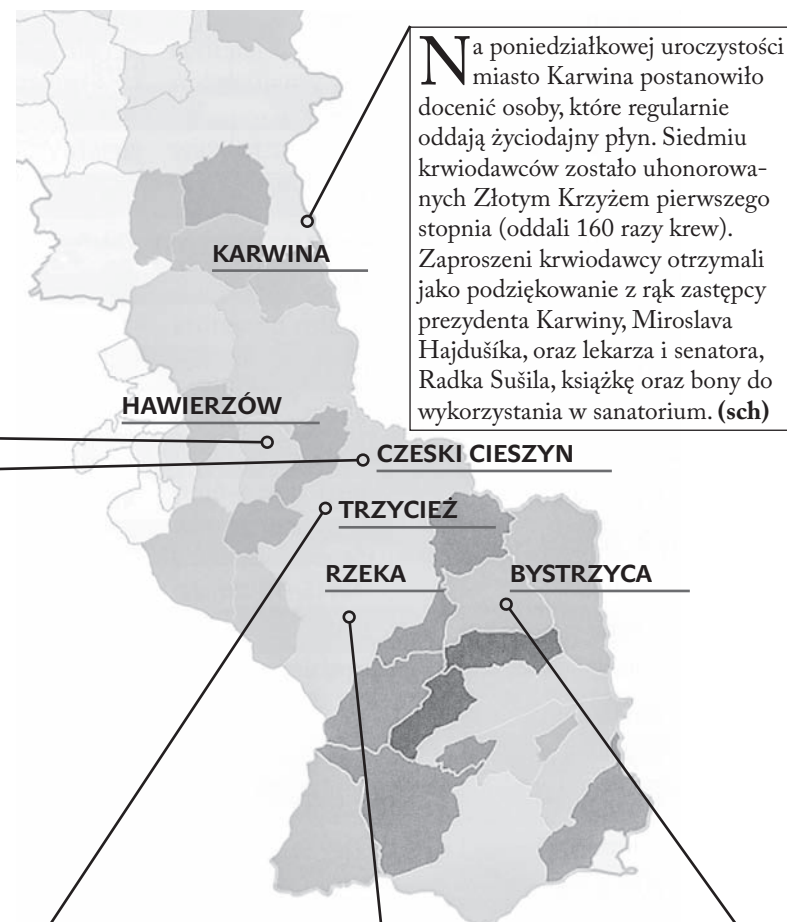 Na poniedziałkowej uroczystości
miasto Karwina postanowiło
docenić osoby, które regularnie
oddają życiodajny płyn. Siedmiu
krwiodawców zostało uhonorowa-
nych Złotym Krzyżem pierwszego
stopnia (oddali 160 razy krew).
Zaproszeni krwiodawcy otrzymali
jako podziękowanie z rąk zastępcy
prezydenta Karwiny, Miroslava
Hajdušíka, oraz lekarza i senatora,
Radka Sušila, książkę oraz bony do
wykorzystania w sanatorium. (sch)
KARWINA
HAWIERZÓW
CZESKI CIESZYN
TRZYCIEŻ
RZEKA
BYSTRZYCA